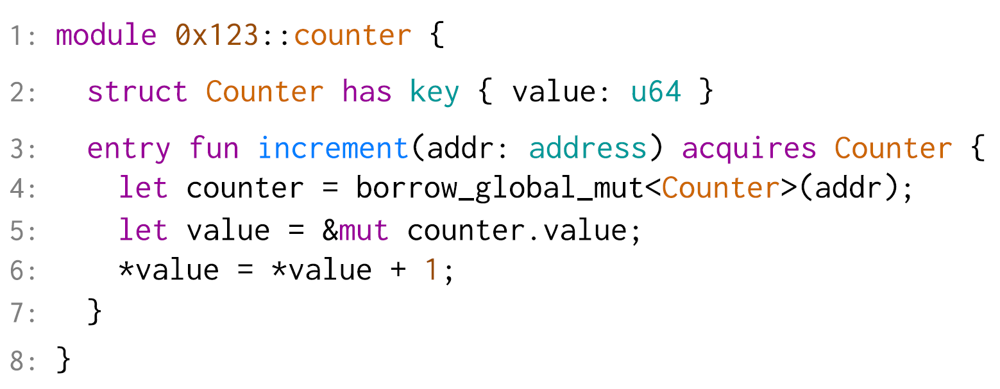 1: module 0x123::counter {
2:   struct Counter has key { value: u64 }
3:   entry fun increment(addr: address) acquires Counter {
4:     let counter = borrow_global_mut<Counter>(addr);
5:     let value = &mut counter.value;
6:     *value = *value + 1;
7:   }
8: }